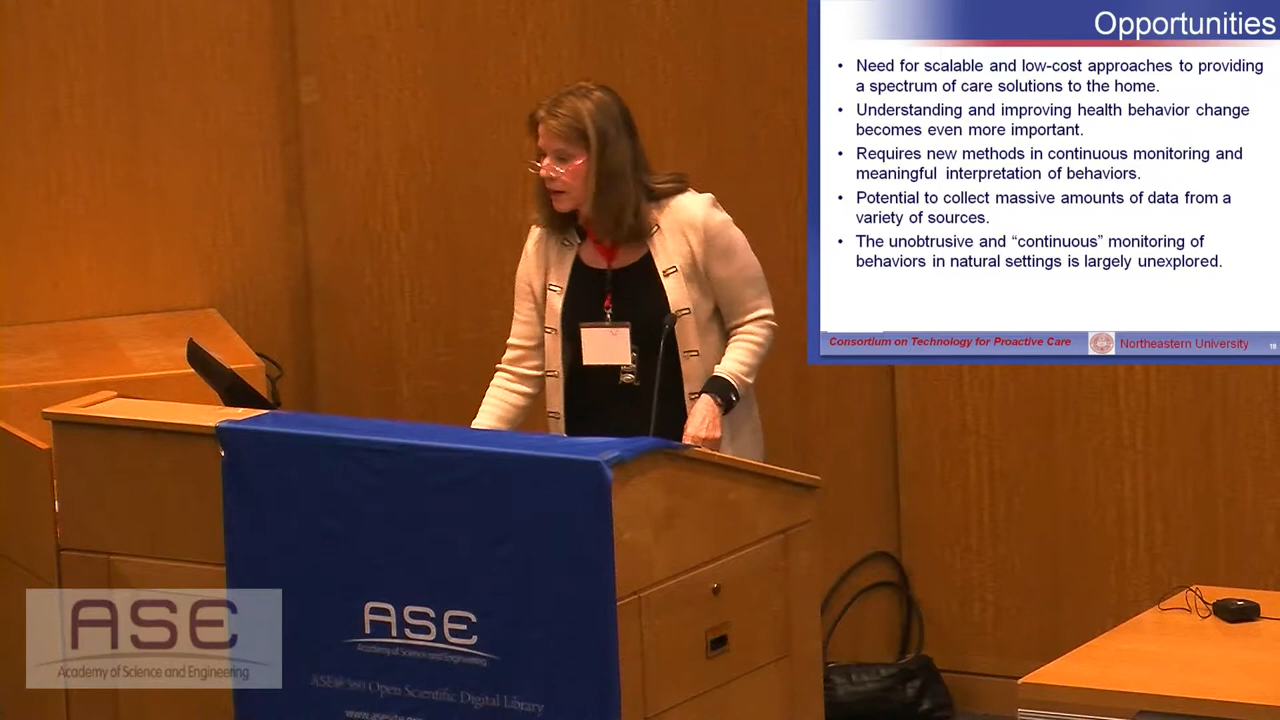 Opportunities
• Need for scalable and low-cost approaches to providing
a spectrum of care solutions to the home.
• Understanding and improving health behavior change
becomes even more important.
• Requires new methods in continuous monitoring and
meaningful interpretation of behaviors.
• Potential to collect massive amounts of data from a
variety of sources.
• The unobtrusive and “continuous” monitoring of
behaviors in natural settings is largely unexplored.
Consortium on Technology for Proactive Care
Northeastern University
18
ASE
Academy of Science and Engineering
ASE
Academy of Science and Engineering
Open Scientific Digital Library